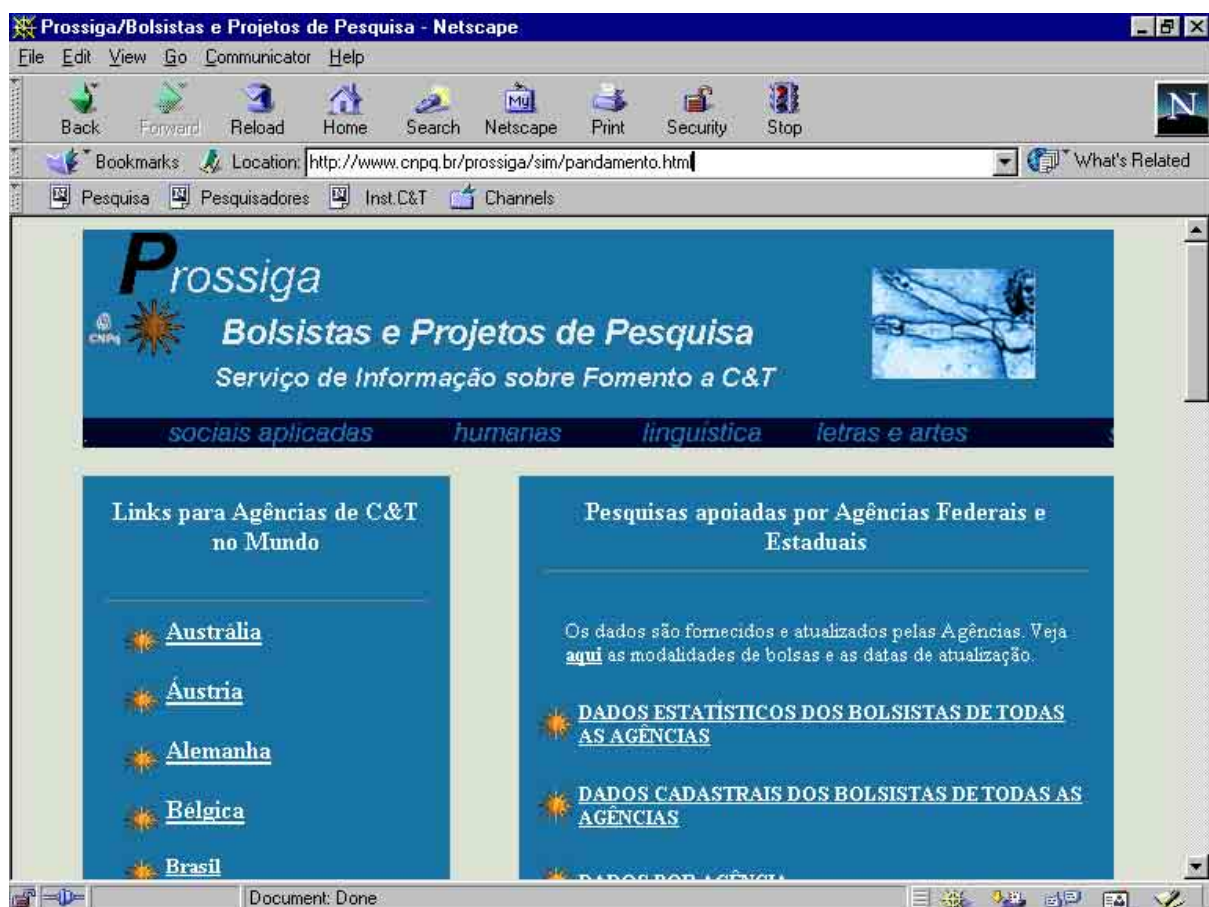 Prossiga/Bolsistas e Projetos de Pesquisa - Netscape
File Edit View Go Communicator Help
Back Forward Reload Home Search Netscape Print Security Stop
My
N
Bookmarks Location: http://www.cnpq.br/prossiga/sim/pandamento.html What's Related
Pesquisa Pesquisadores Inst.C&T Channels
Prossiga
CNPq
Bolsistas e Projetos de Pesquisa
Serviço de Informação sobre Fomento a C&T
sociais aplicadas humanas linguística letras e artes
Links para Agências de C&T
no Mundo
Austrália
Áustria
Alemanha
Bélgica
Brasil
Pesquisas apoiadas por Agências Federais e
Estaduais
Os dados são fornecidos e atualizados pelas Agências. Veja
aqui as modalidades de bolsas e as datas de atualização.
DADOS ESTATÍSTICOS DOS BOLSISTAS DE TODAS
AS AGÊNCIAS
DADOS CADASTRAIS DOS BOLSISTAS DE TODAS AS
AGÊNCIAS
DADOS POR AGÊNCIA
Document: Done